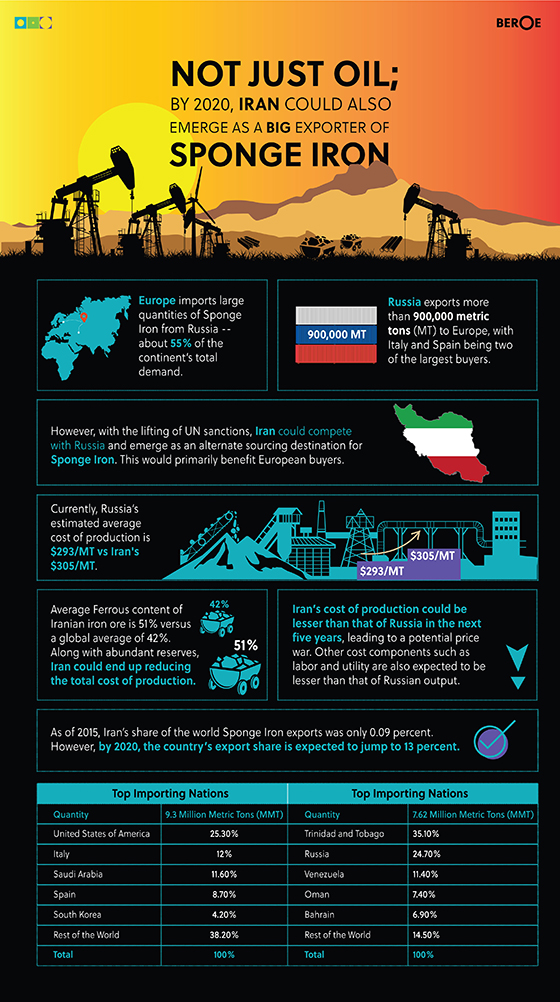 BEROE
NOT JUST OIL;
BY 2020, IRAN COULD ALSO
EMERGE AS A BIG EXPORTER OF
SPONGE IRON
Europe imports large
quantities of Sponge
Iron from Russia --
about 55% of the
continent's total
demand.
900,000 MT
Russia exports more
than 900,000 metric
tons (MT) to Europe, with
Italy and Spain being two
of the largest buyers.
However, with the lifting of UN sanctions, Iran could compete
with Russia and emerge as an alternate sourcing destination for
Sponge Iron. This would primarily benefit European buyers.
Currently, Russia's
estimated average
cost of production is
$293/MT vs Iran's
$305/MT.
$305/MT
$293/MT
Average Ferrous content of
Iranian iron ore is 51% versus
a global average of 42%.
Along with abundant reserves,
Iran could end up reducing
the total cost of production.
42%
51%
Iran's cost of production could be
lesser than that of Russia in the next
five years, leading to a potential price
war. Other cost components such as
labor and utility are also expected to be
lesser than that of Russian output.
As of 2015, Iran's share of the world Sponge Iron exports was only 0.09 percent.
However, by 2020, the country's export share is expected to jump to 13 percent.
Top Importing Nations Top Importing Nations
Quantity 9.3 Million Metric Tons (MMT) Quantity 7.62 Million Metric Tons (MMT)
United States of America 25.30% Trinidad and Tobago 35.10%
Italy 12% Russia 24.70%
Saudi Arabia 11.60% Venezuela 11.40%
Spain 8.70% Oman 7.40%
South Korea 4.20% Bahrain 6.90%
Rest of the World 38.20% Rest of the World 14.50%
Total 100% Total 100%